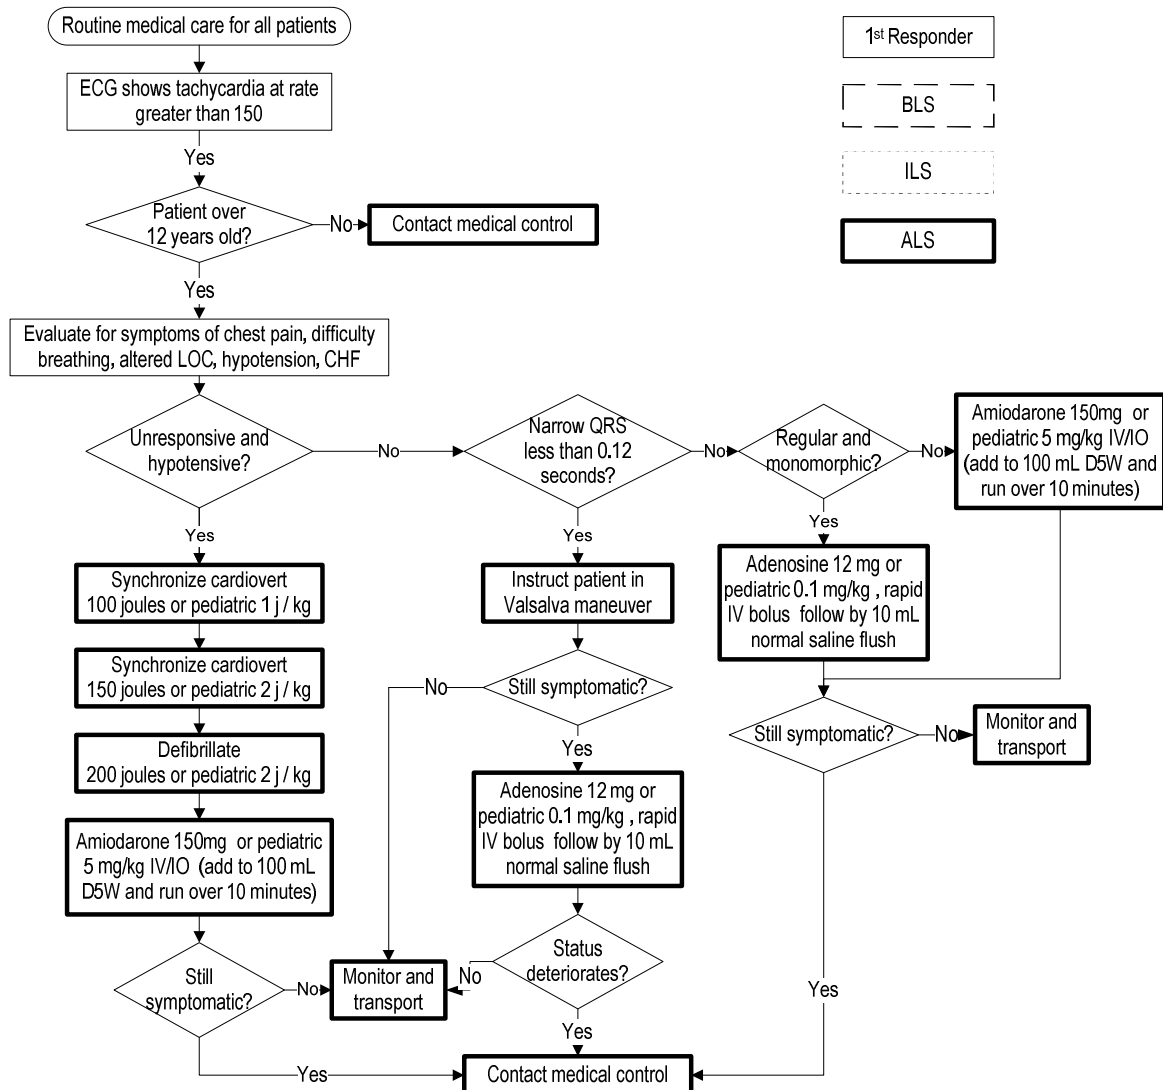 Routine medical care for all patients
1st Responder
ECG shows tachycardia at rate
greater than 150
BLS
Yes
ILS
Patient over
12 years old?
No
Contact medical control
ALS
Yes
Evaluate for symptoms of chest pain, difficulty
breathing, altered LOC, hypotension, CHF
Unresponsive and
hypotensive?
No
Narrow QRS
less than 0.12
seconds?
No
Regular and
monomorphic?
No
Amiodarone 150mg or
pediatric 5 mg/kg IV/IO
(add to 100 mL D5W and
run over 10 minutes)
Yes
Yes
Yes
Synchronize cardiovert
100 joules or pediatric 1 j / kg
Instruct patient in
Valsalva maneuver
Adenosine 12 mg or
pediatric 0.1 mg/kg , rapid
IV bolus follow by 10 mL
normal saline flush
Synchronize cardiovert
150 joules or pediatric 2 j / kg
No
Still symptomatic?
Still symptomatic?
No
Monitor and
transport
Defibrillate
200 joules or pediatric 2 j / kg
Yes
Adenosine 12 mg or
pediatric 0.1 mg/kg , rapid
IV bolus follow by 10 mL
normal saline flush
Amiodarone 150mg or pediatric
5 mg/kg IV/IO (add to 100 mL
D5W and run over 10 minutes)
Still
symptomatic?
No
Monitor and
transport
No
Status
deteriorates?
Yes
Yes
Yes
Contact medical control